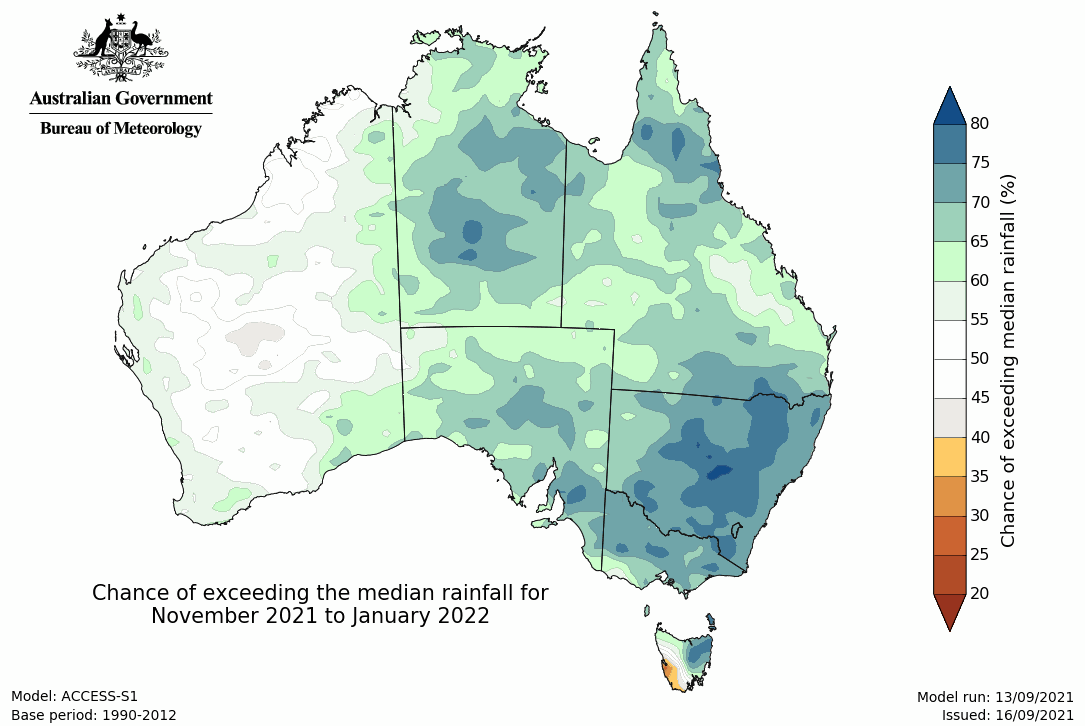 Australian Government
Bureau of Meteorology
80
75
70
65
60
55
50
45
40
35
30
25
20
Chance of exceeding median rainfall (%)
Chance of exceeding the median rainfall for
November 2021 to January 2022
Model: ACCESS-S1
Base period: 1990-2012
Model run: 13/09/2021
Issued: 16/09/2021